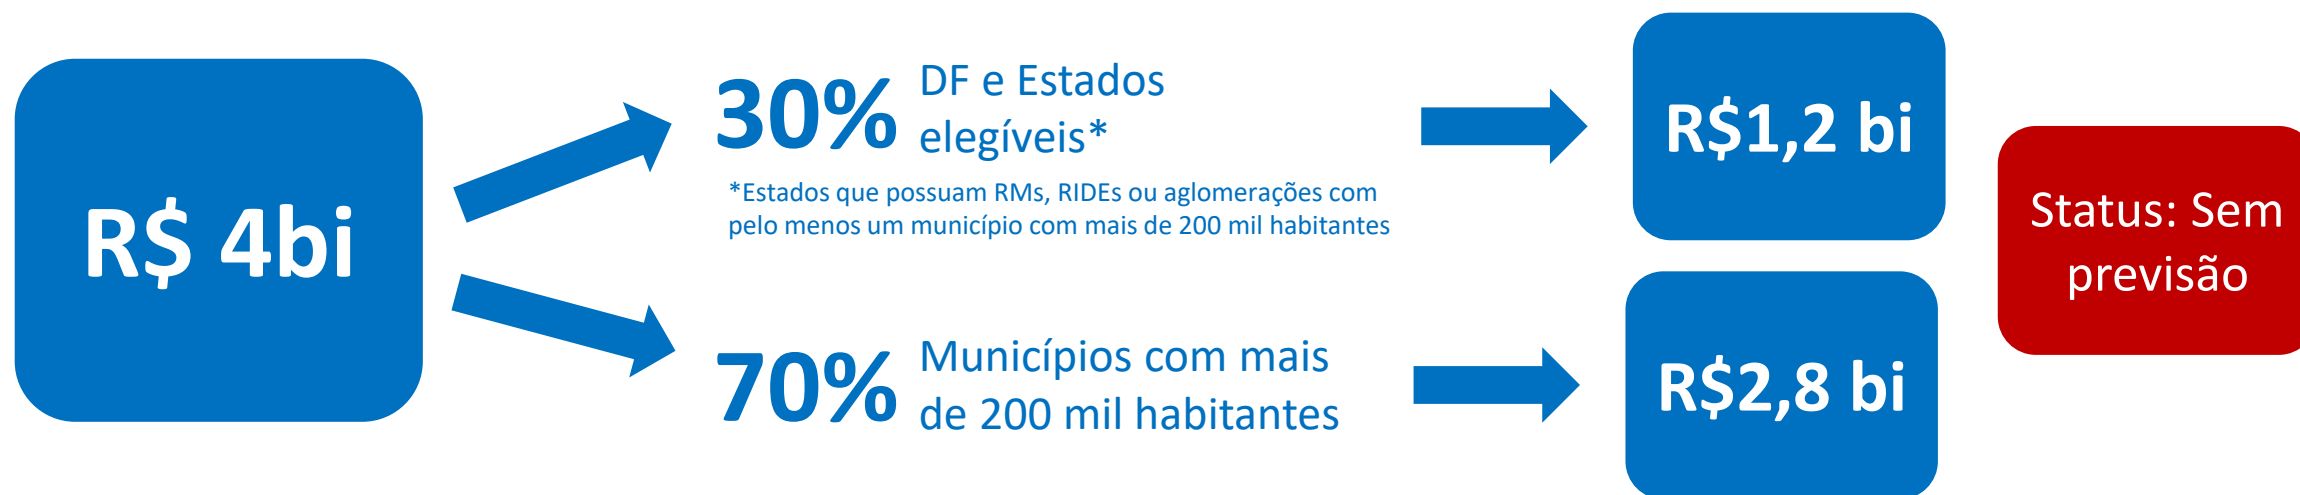 R$ 4bi
30%
DF e Estados
elegíveis*
*Estados que possuam RMs, RIDEs ou aglomerações com
pelo menos um município com mais de 200 mil habitantes
R$1,2 bi
70%
Municípios com mais
de 200 mil habitantes
R$2,8 bi
Status: Sem
previsão